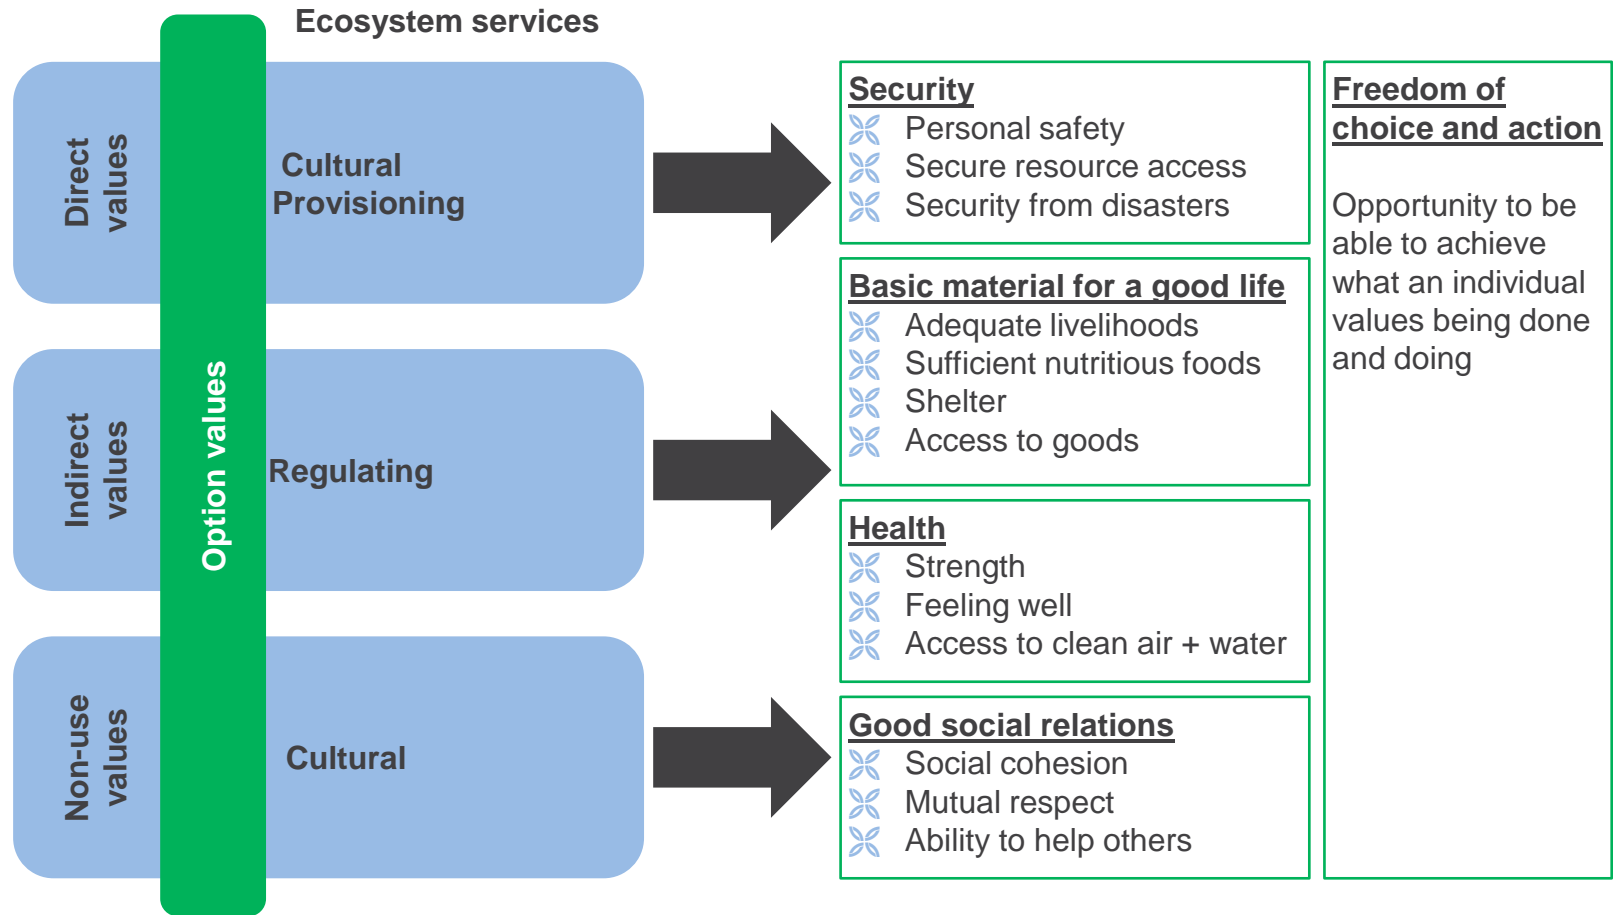 Ecosystem services
Direct
values
Cultural
Provisioning
Indirect
values
Regulating
Non-use
values
Cultural
Option values
Security
Personal safety
Secure resource access
Security from disasters
Basic material for a good life
Adequate livelihoods
Sufficient nutritious foods
Shelter
Access to goods
Health
Strength
Feeling well
Access to clean air + water
Good social relations
Social cohesion
Mutual respect
Ability to help others
Freedom of
choice and action
Opportunity to be
able to achieve
what an individual
values being done
and doing